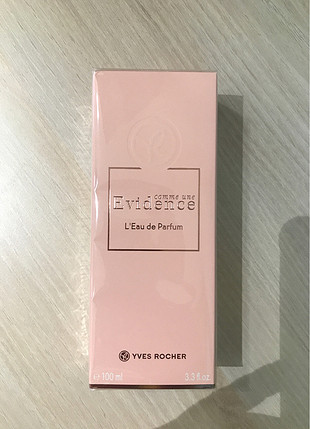 comme une
Evidence
L'Eau de Parfum
YVES ROCHER
℮ 100 ml 3.3 fl.oz.